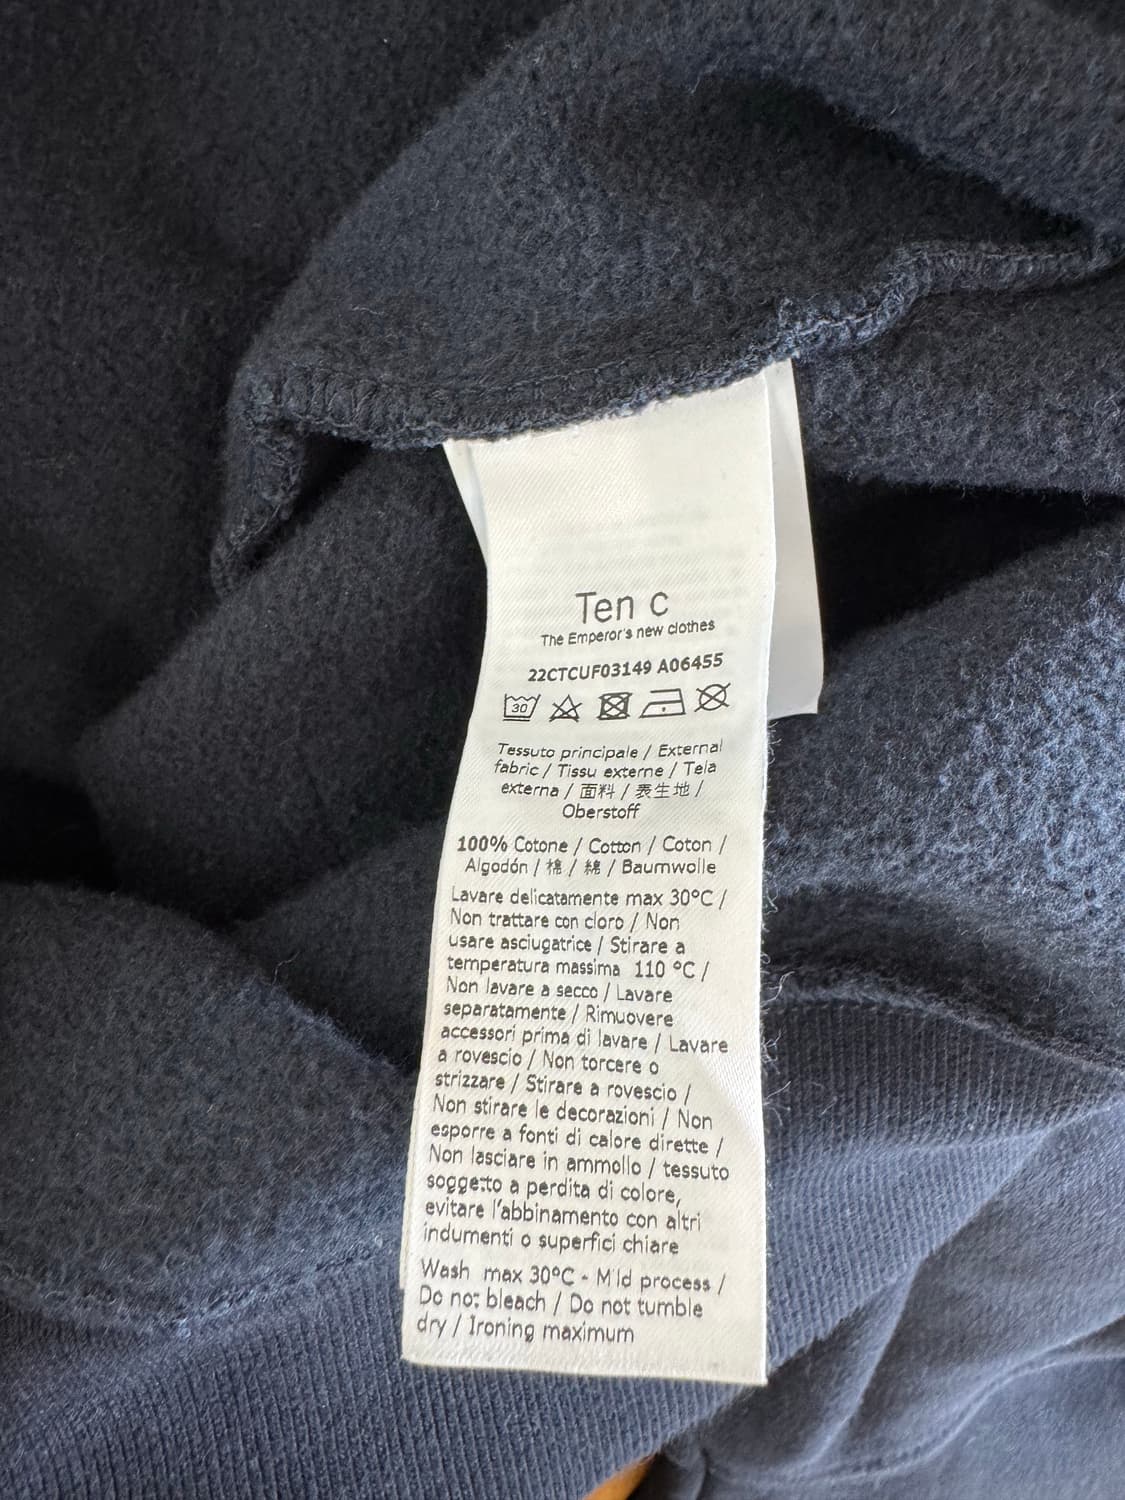 Ten c
The Emperor's new clothes
22CTCUF03149 A06455
30
Tessuto principale / External
fabric / Tissu externe / Tela
externa / 面料 / 表生地 /
Oberstoff
100% Cotone / Cotton / Coton /
Algodón / 棉 / 綿 / Baumwolle
Lavare delicatamente max 30°C /
Non trattare con cloro / Non
usare asciugatrice / Stirare a
temperatura massima 110 °C /
Non lavare a secco / Lavare
separatamente / Rimuovere
accessori prima di lavare / Lavare
a rovescio / Non torcere o
strizzare / Stirare a rovescio /
Non stirare le decorazioni / Non
esporre a fonti di calore dirette /
Non lasciare in ammollo / tessuto
soggetto a perdita di colore,
evitare l'abbinamento con altri
indumenti o superfici chiare
Wash max 30°C - Mild process /
Do not bleach / Do not tumble
dry / Ironing maximum